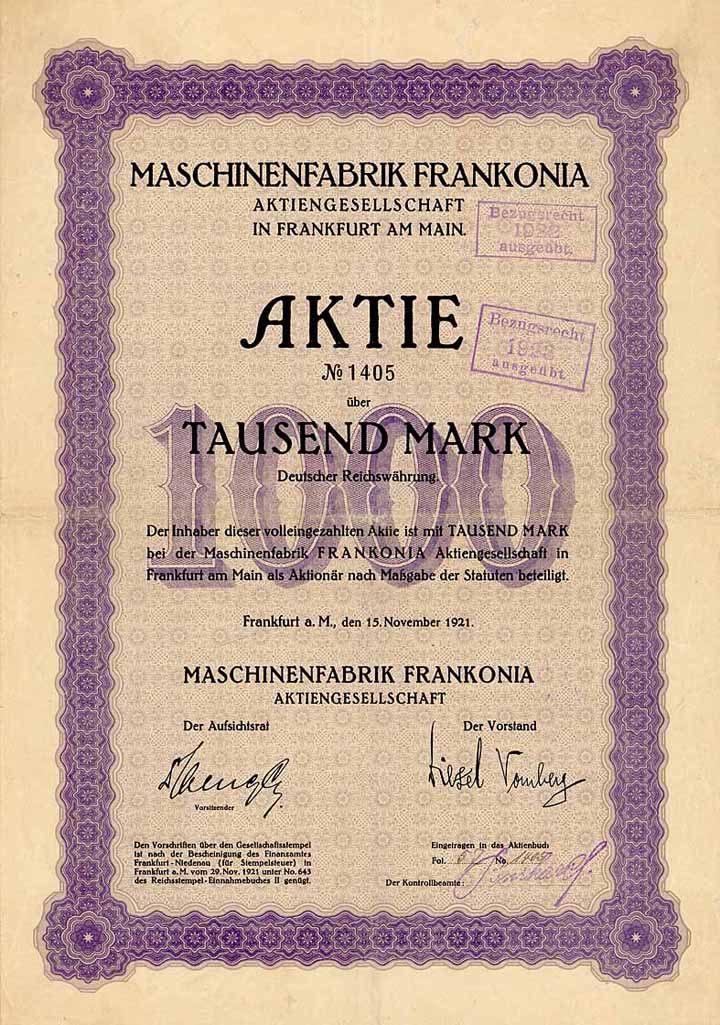 MASCHINENFABRIK FRANKONIA
AKTIENGESELLSCHAFT
IN FRANKFURT AM MAIN.
Bezugsrecht
1922
ausgeübt.
AKTIE
Bezugsrecht
ausgeübt.
№ 1405
über
1000
TAUSEND MARK
Deutscher Reichswährung.
Der Inhaber dieser volleingezahlten Aktie ist mit TAUSEND MARK
bei der Maschinenfabrik FRANKONIA Aktiengesellschaft in
Frankfurt am Main als Aktionär nach Maßgabe der Statuten beteiligt.
Frankfurt a. M., den 15. November 1921.
MASCHINENFABRIK FRANKONIA
AKTIENGESELLSCHAFT
Der Aufsichtsrat
Der Vorstand
Vorsitzender
Den Vorschriften über den Gesellschaftsstempel
ist nach der Bescheinigung des Finanzamtes
Frankfurt-Niedenau (für Stempelsteuer) in
Frankfurt a. M. vom 29. Nov. 1921 unter No. 643
des Reichsstempel-Einnahmebuches II genügt.
Eingetragen in das Aktienbuch
Fol. No. 1405
Der Kontrollbeamte: